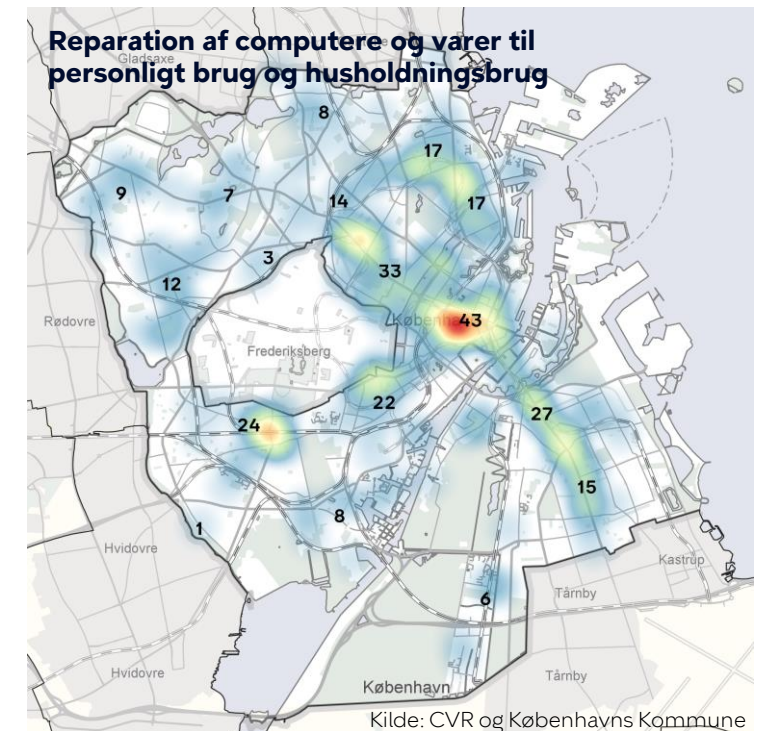 Reparation af computere og varer til
personligt brug og husholdningsbrug
Gladsaxe
8
17
9
7
14
17
3
33
12
Rødovre
43
Frederiksberg
22
27
24
15
8
1
Hvidovre
Kastrup
6
Tårnby
Hvidovre
Tårnby
København
Kilde: CVR og Københavns Kommune